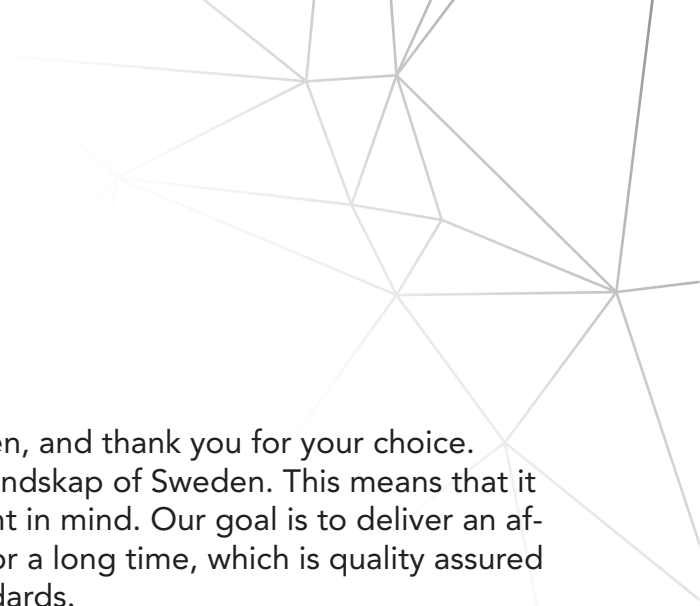 en, and thank you for your choice.
ndskap of Sweden. This means that it
nt in mind. Our goal is to deliver an af-
or a long time, which is quality assured
dards.